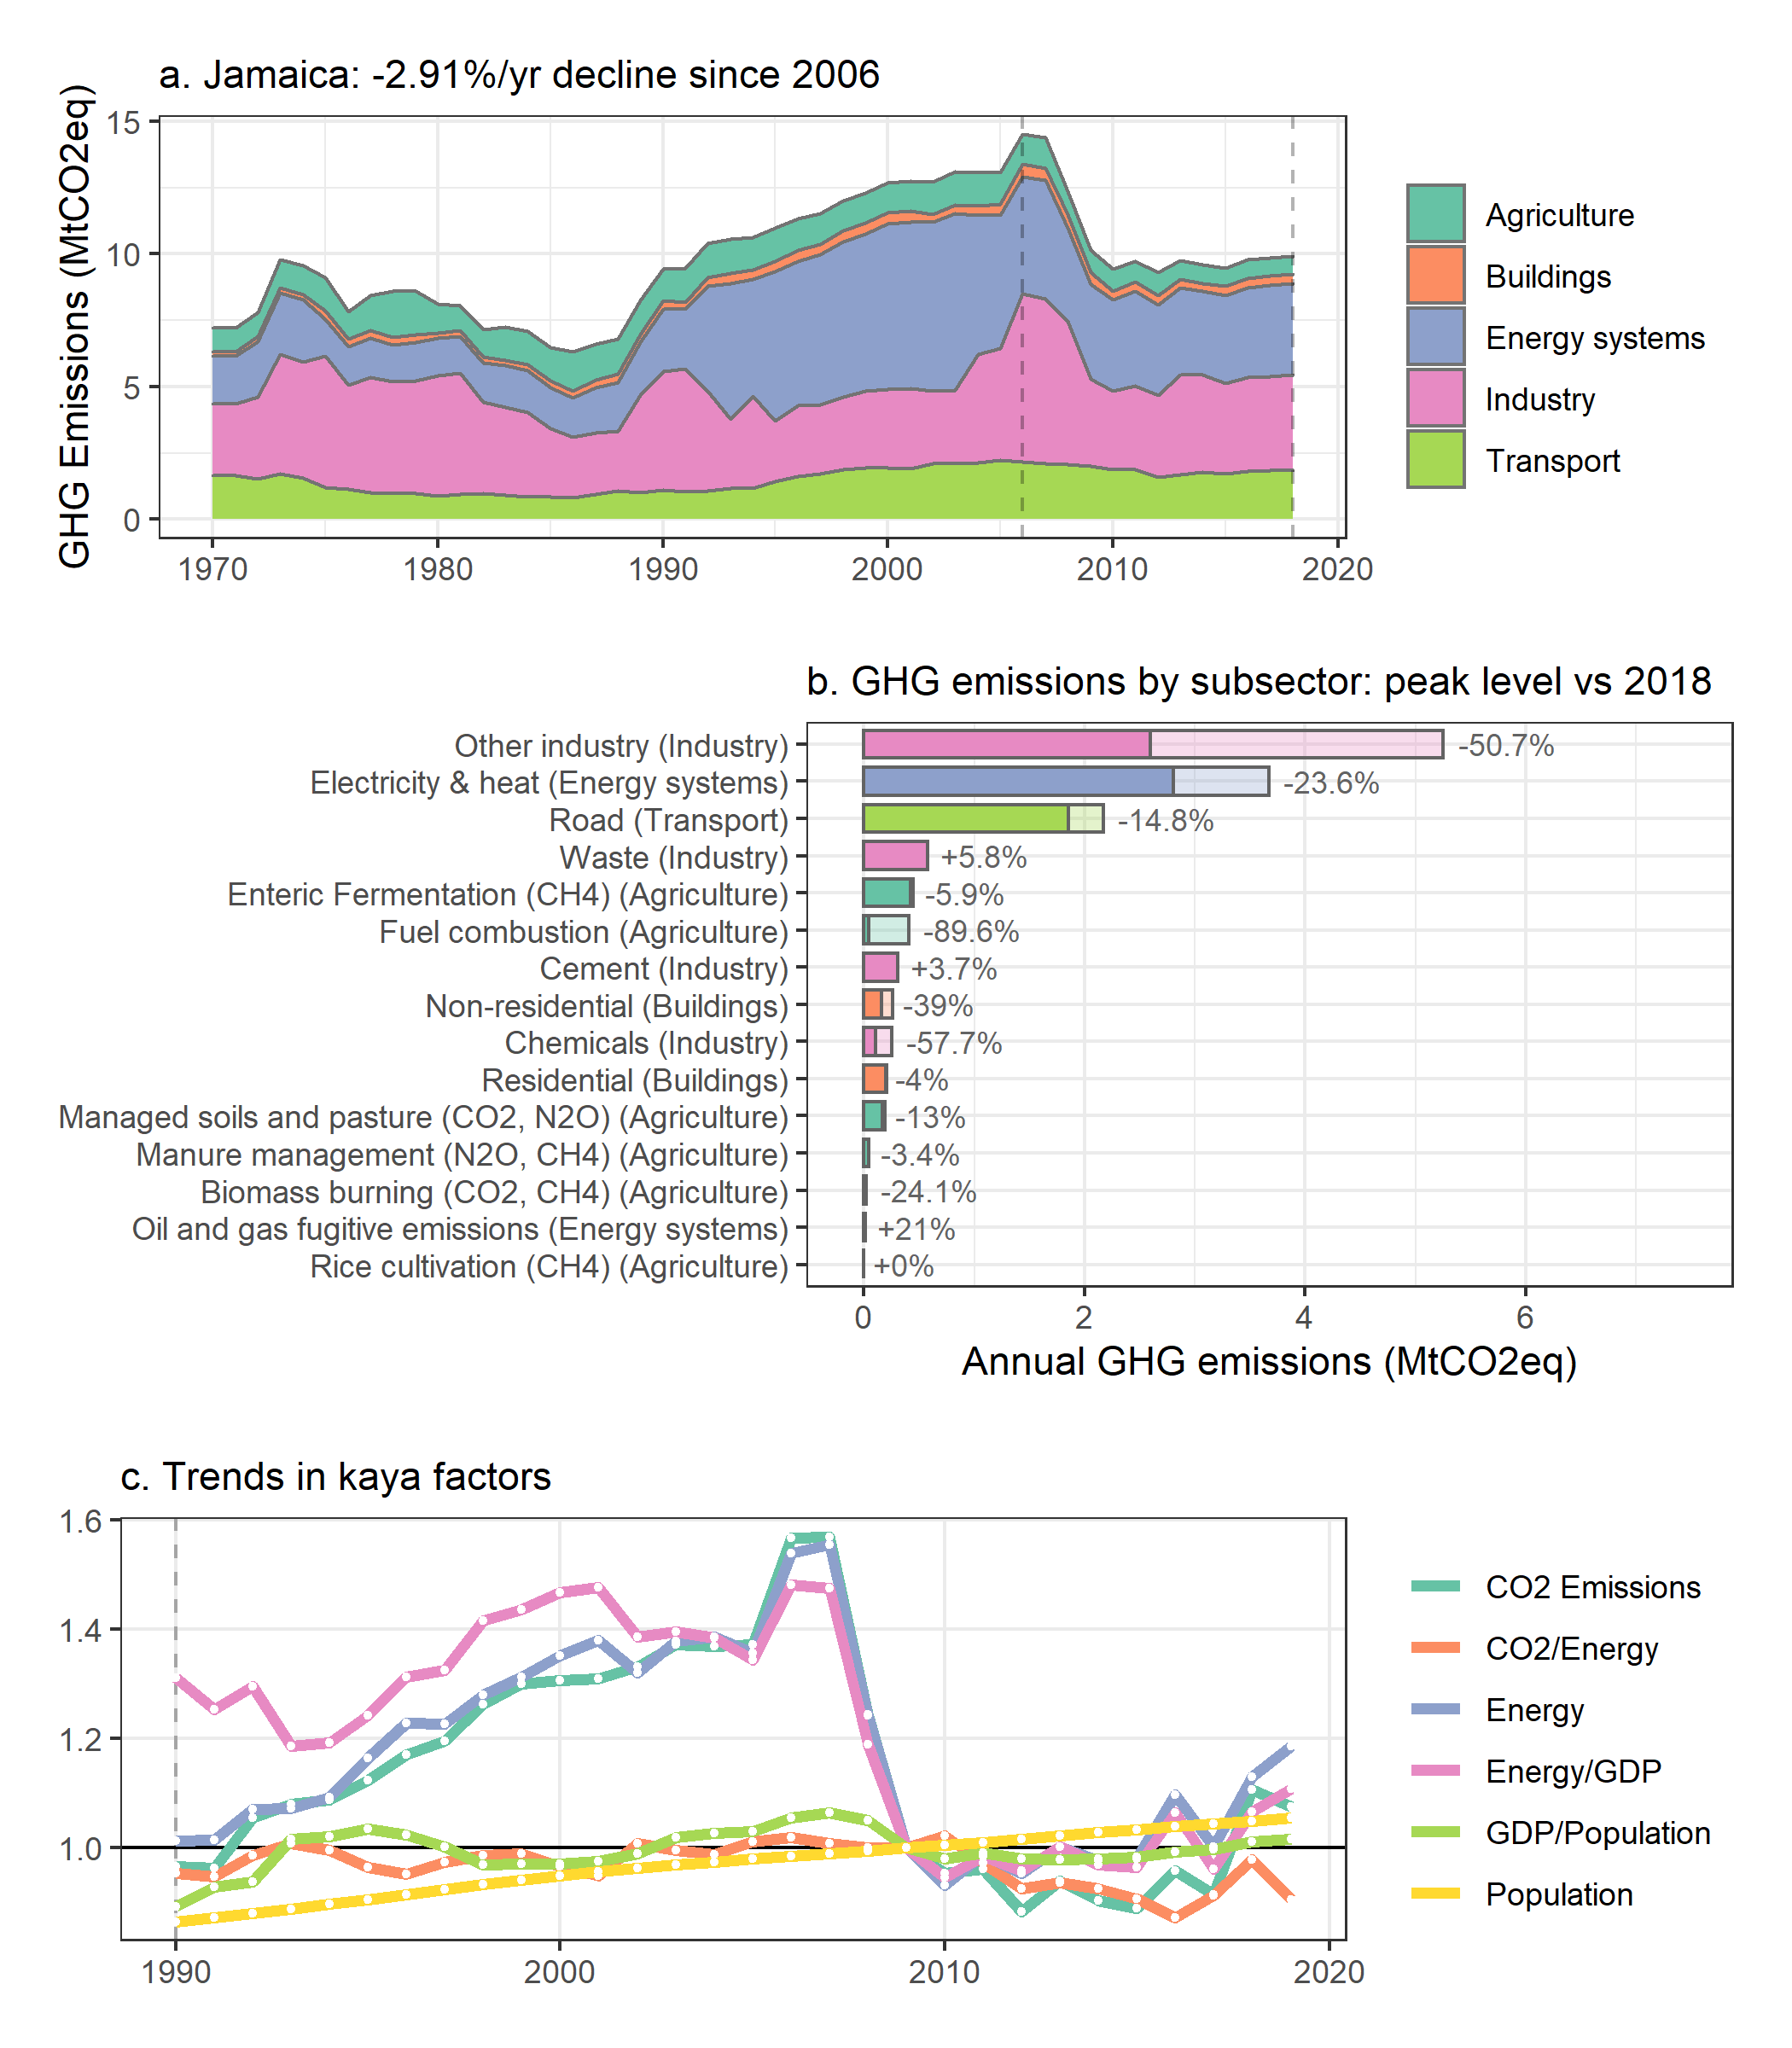 a. Jamaica: -2.91%/yr decline since 2006
GHG Emissions (MtCO2eq)
15
10
5
0
1970 1980 1990 2000 2010 2020
Agriculture
Buildings
Energy systems
Industry
Transport
b. GHG emissions by subsector: peak level vs 2018
Other industry (Industry) -50.7%
Electricity & heat (Energy systems) -23.6%
Road (Transport) -14.8%
Waste (Industry) +5.8%
Enteric Fermentation (CH4) (Agriculture) -5.9%
Fuel combustion (Agriculture) -89.6%
Cement (Industry) +3.7%
Non-residential (Buildings) -39%
Chemicals (Industry) -57.7%
Residential (Buildings) -4%
Managed soils and pasture (CO2, N2O) (Agriculture) -13%
Manure management (N2O, CH4) (Agriculture) -3.4%
Biomass burning (CO2, CH4) (Agriculture) -24.1%
Oil and gas fugitive emissions (Energy systems) +21%
Rice cultivation (CH4) (Agriculture) +0%
0 2 4 6
Annual GHG emissions (MtCO2eq)
c. Trends in kaya factors
1.6
1.4
1.2
1.0
1990 2000 2010 2020
CO2 Emissions
CO2/Energy
Energy
Energy/GDP
GDP/Population
Population